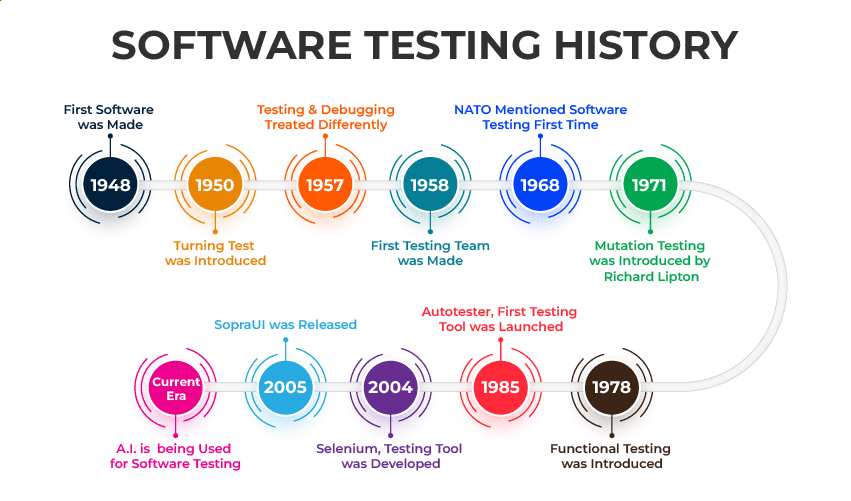 SOFTWARE TESTING HISTORY
First Software
was Made
Testing & Debugging
Treated Differently
NATO Mentioned Software
Testing First Time
1948
1950
1957
1958
1968
1971
Turning Test
was Introduced
First Testing Team
was Made
Mutation Testing
was Introduced by
Richard Lipton
SopraUI was Released
Autotester, First Testing
Tool was Launched
Current
Era
2005
2004
1985
1978
A.I. is being Used
for Software Testing
Selenium, Testing Tool
was Developed
Functional Testing
was Introduced